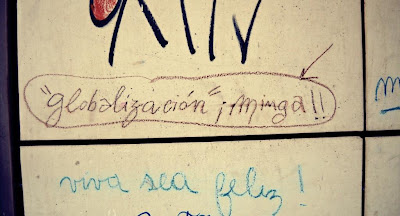 "globalización" ¡Minga!!
viva sea feliz!